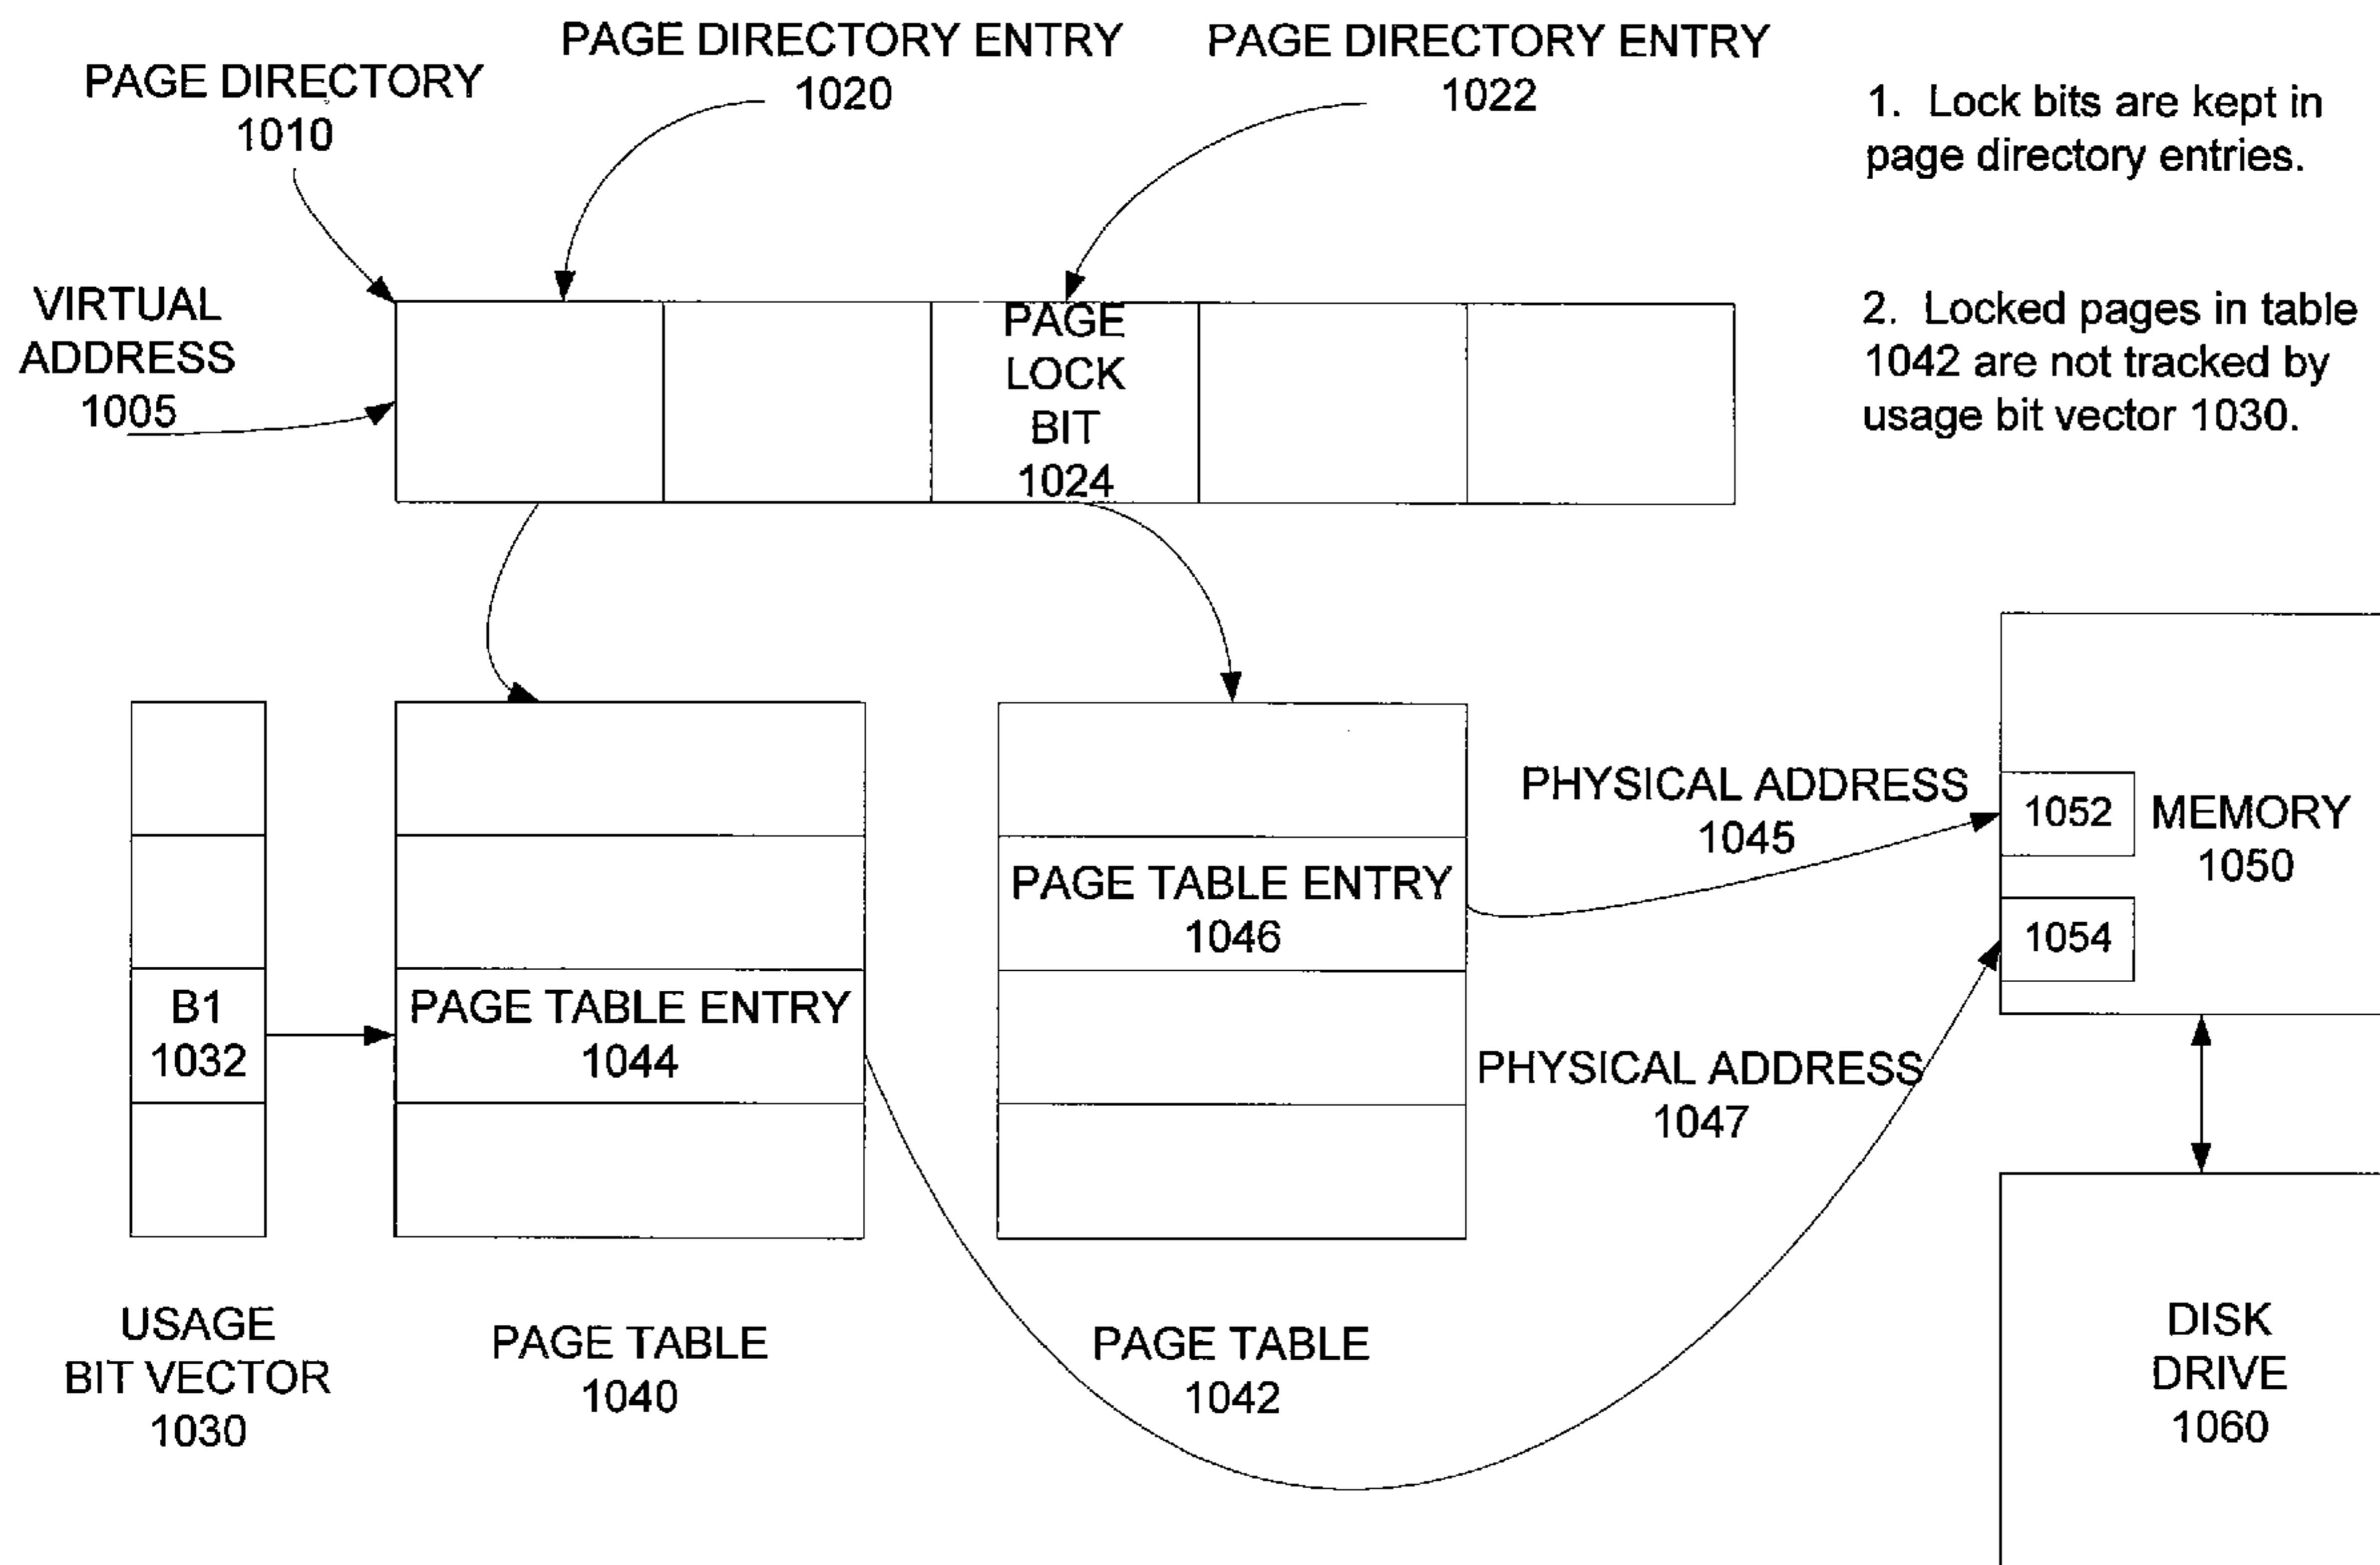 PAGE DIRECTORY
1010
PAGE DIRECTORY ENTRY
1020
PAGE DIRECTORY ENTRY
1022
1. Lock bits are kept in
page directory entries.
2. Locked pages in table
1042 are not tracked by
usage bit vector 1030.
VIRTUAL
ADDRESS
1005
PAGE
LOCK
BIT
1024
B1
1032
PAGE TABLE ENTRY
1044
PAGE TABLE ENTRY
1046
PHYSICAL ADDRESS
1045
PHYSICAL ADDRESS
1047
1052
1054
MEMORY
1050
USAGE
BIT VECTOR
1030
PAGE TABLE
1040
PAGE TABLE
1042
DISK
DRIVE
1060